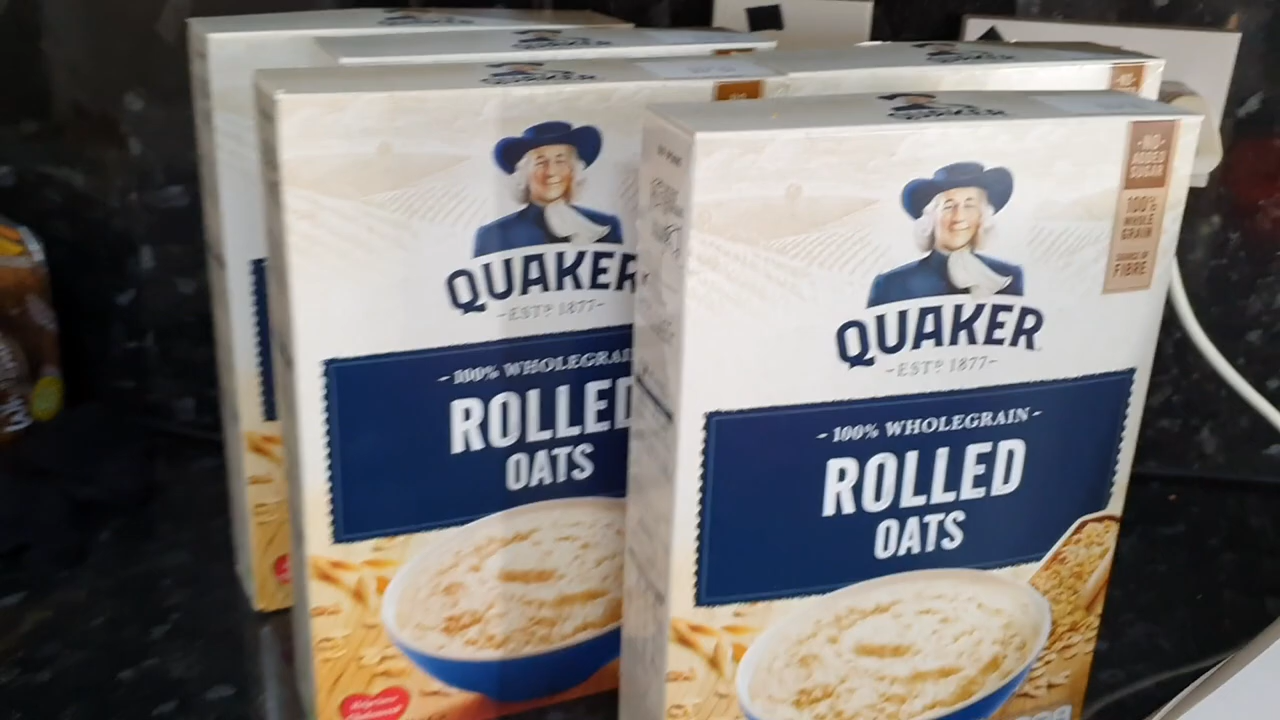 QUAKER
-ESTD 1877-
- 100% WHOLEGRAIN
ROLLED
OATS
QUAKER
-ESTD 1877-
- 100% WHOLEGRAIN -
ROLLED
OATS
-NO-
ADDED
SUGAR
100%
WHOLE
GRAIN
SOURCE OF
FIBRE
-NO-